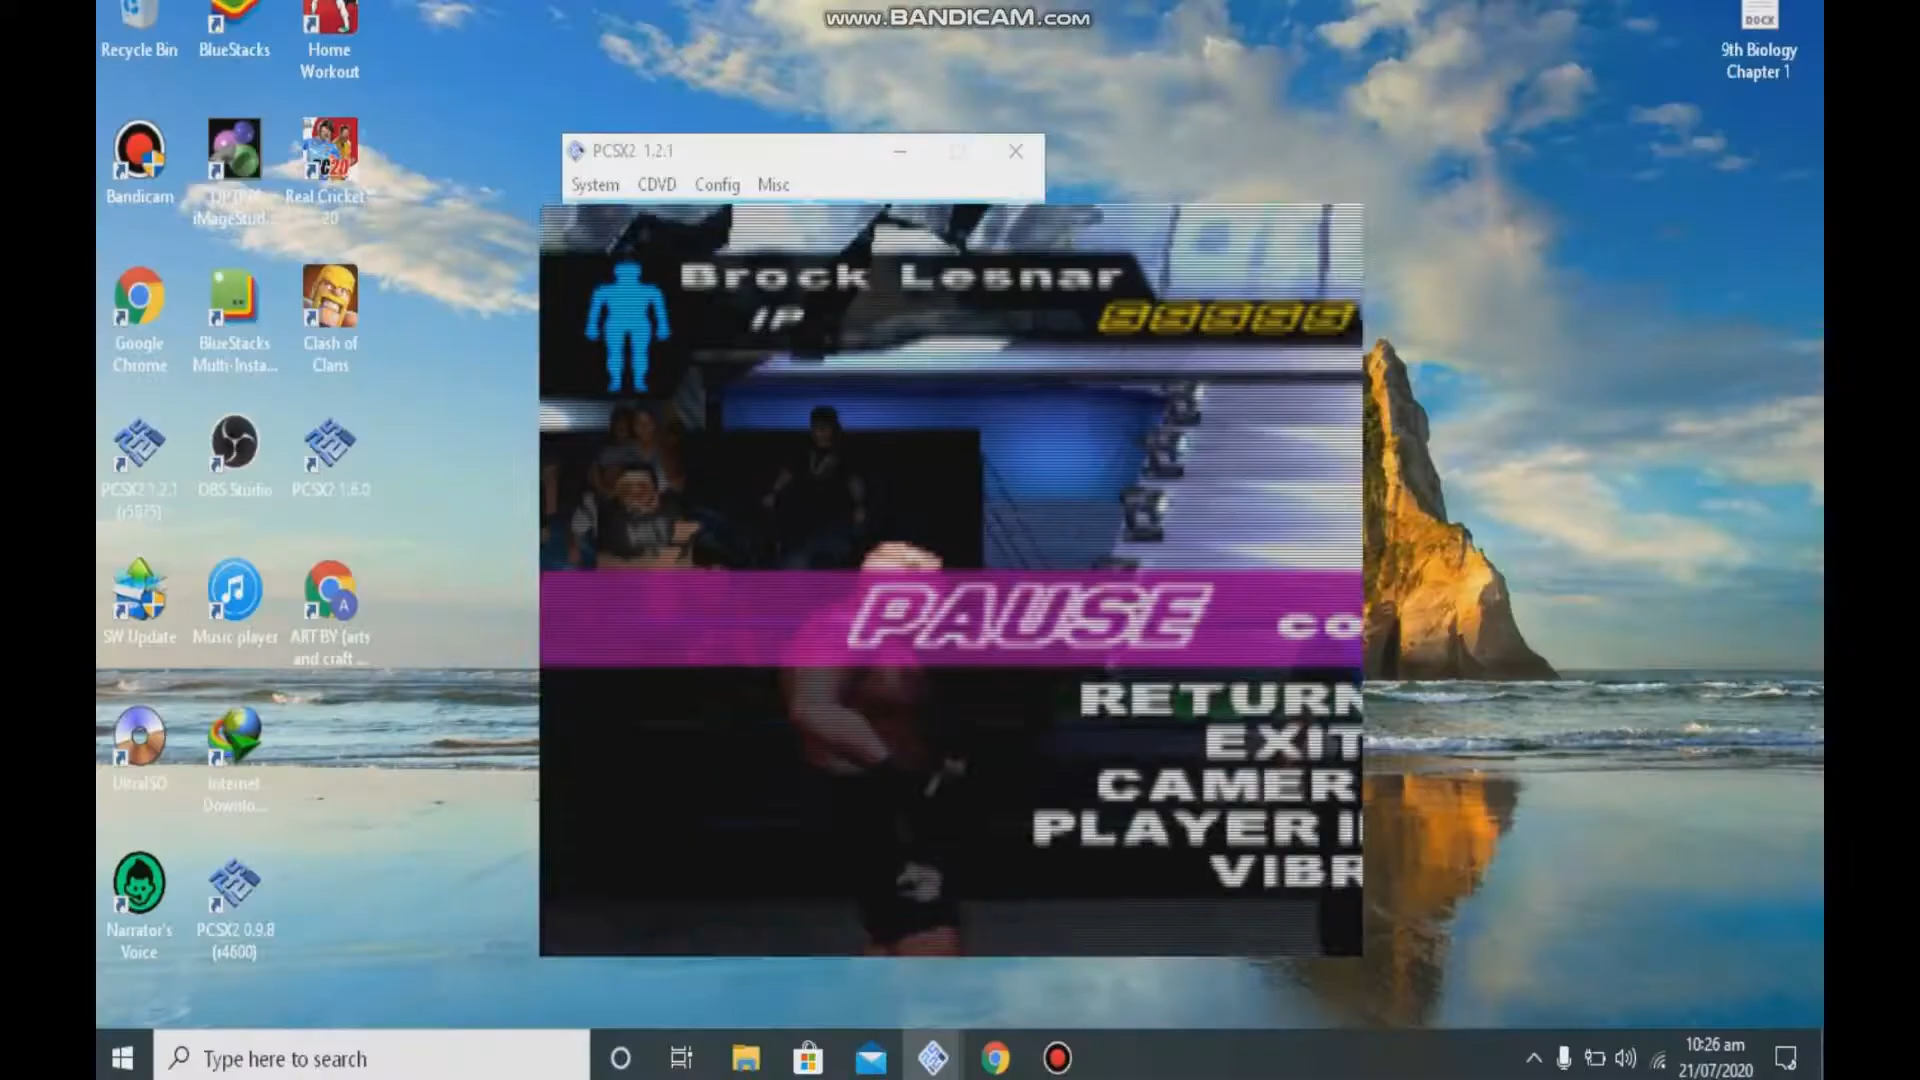 www.BANDICAM.com
Recycle Bin
BlueStacks
Home
Workout
DOCX
9th Biology
Chapter 1
Bandicam
iMageStud...
Real Cricket
20
Google
Chrome
BlueStacks
Multi-Insta...
Clash of
Clans
PCSX2 1.2.1
(r5875)
OBS Studio
PCSX2 1.6.0
SW Update
Music player
ART BY (arts
and craft ...
UltraISO
Internet
Downlo...
Narrator's
Voice
PCSX2 0.9.8
(r4600)
PCSX2 1.2.1
System CDVD Config Misc
Brock Lesnar
1P
PAUSE
CO
RETURN
EXIT
CAMER
PLAYER I
VIBR
Type here to search
10:26 am
21/07/2020